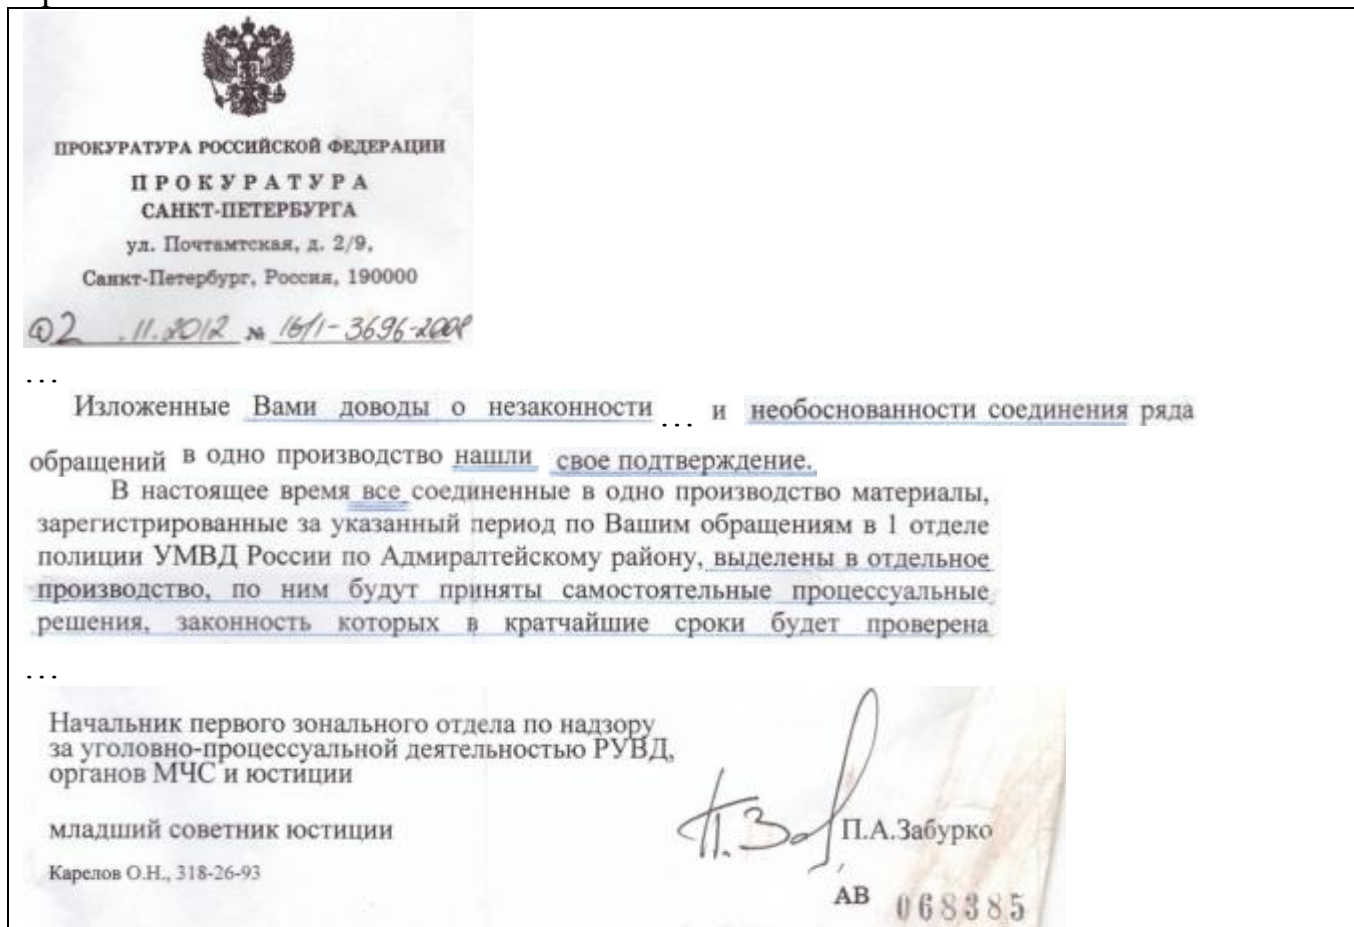 ПРОКУРАТУРА РОССИЙСКОЙ ФЕДЕРАЦИИ
ПРОКУРАТУРА
САНКТ-ПЕТЕРБУРГА
ул. Почтамтская, д. 2/9,
Санкт-Петербург, Россия, 190000
02 .11.2012 № 16/1-3696-2008
...
Изложенные Вами доводы о незаконности ... и необоснованности соединения ряда
обращений в одно производство нашли свое подтверждение.
В настоящее время все соединенные в одно производство материалы,
зарегистрированные за указанный период по Вашим обращениям в 1 отделе
полиции УМВД России по Адмиралтейскому району, выделены в отдельное
производство, по ним будут приняты самостоятельные процессуальные
решения, законность которых в кратчайшие сроки будет проверена
...
Начальник первого зонального отдела по надзору
за уголовно-процессуальной деятельностью РУВД,
органов МЧС и юстиции
младший советник юстиции П.А.Забурко
Карелов О.Н., 318-26-93
АВ 068385